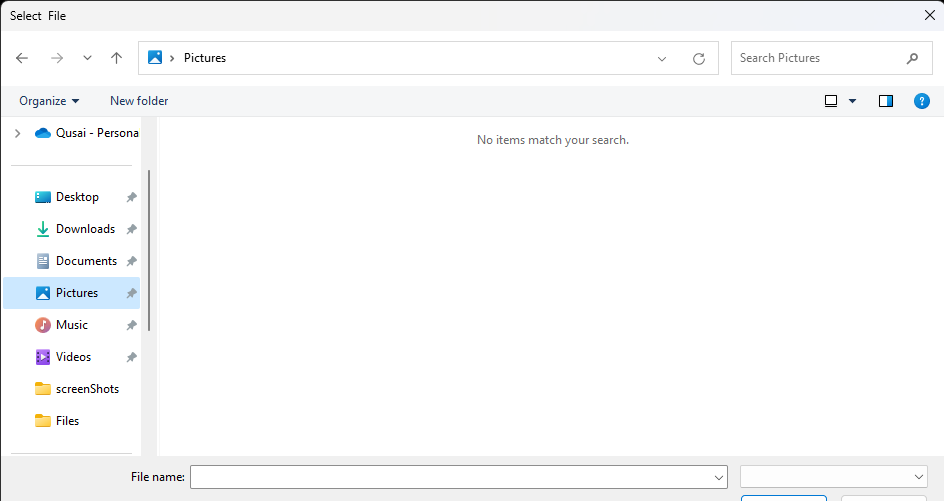 Select File
Pictures
Search Pictures
Organize
New folder
Qusai - Persona
No items match your search.
Desktop
Downloads
Documents
Pictures
Music
Videos
screenShots
Files
File name: